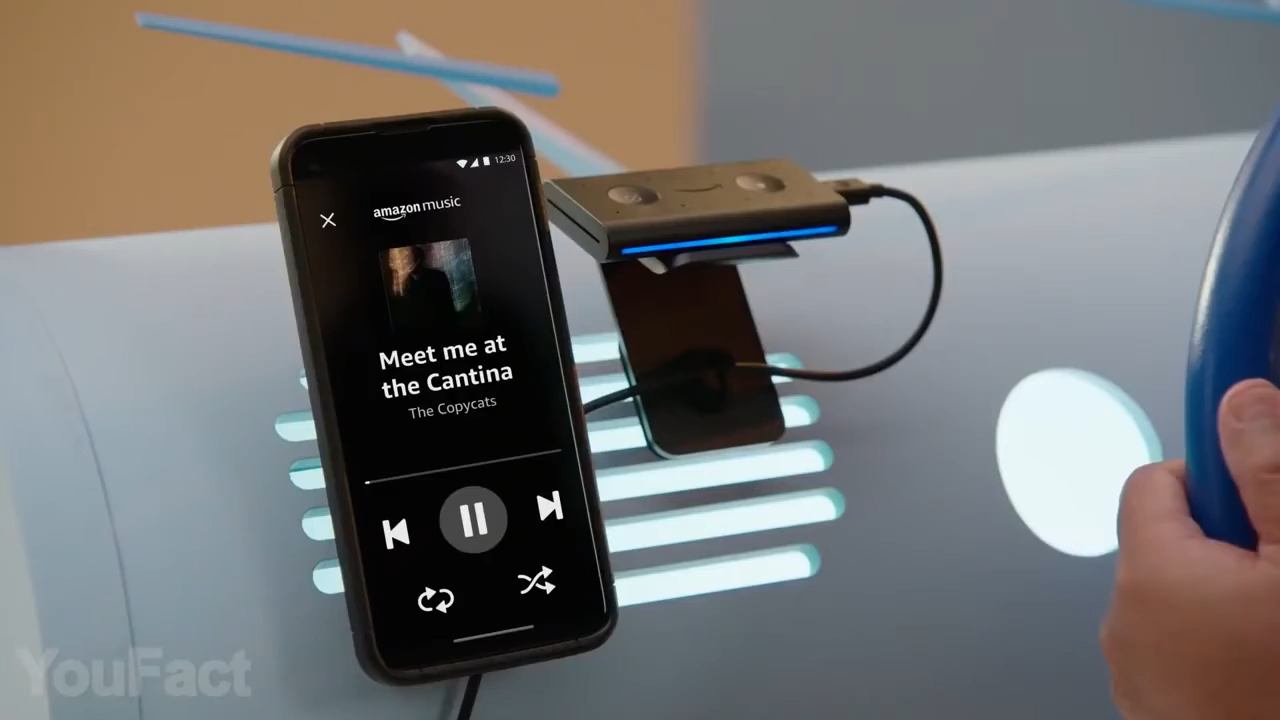 12:30
amazon music
Meet me at
the Cantina
The Copycats
YouFact